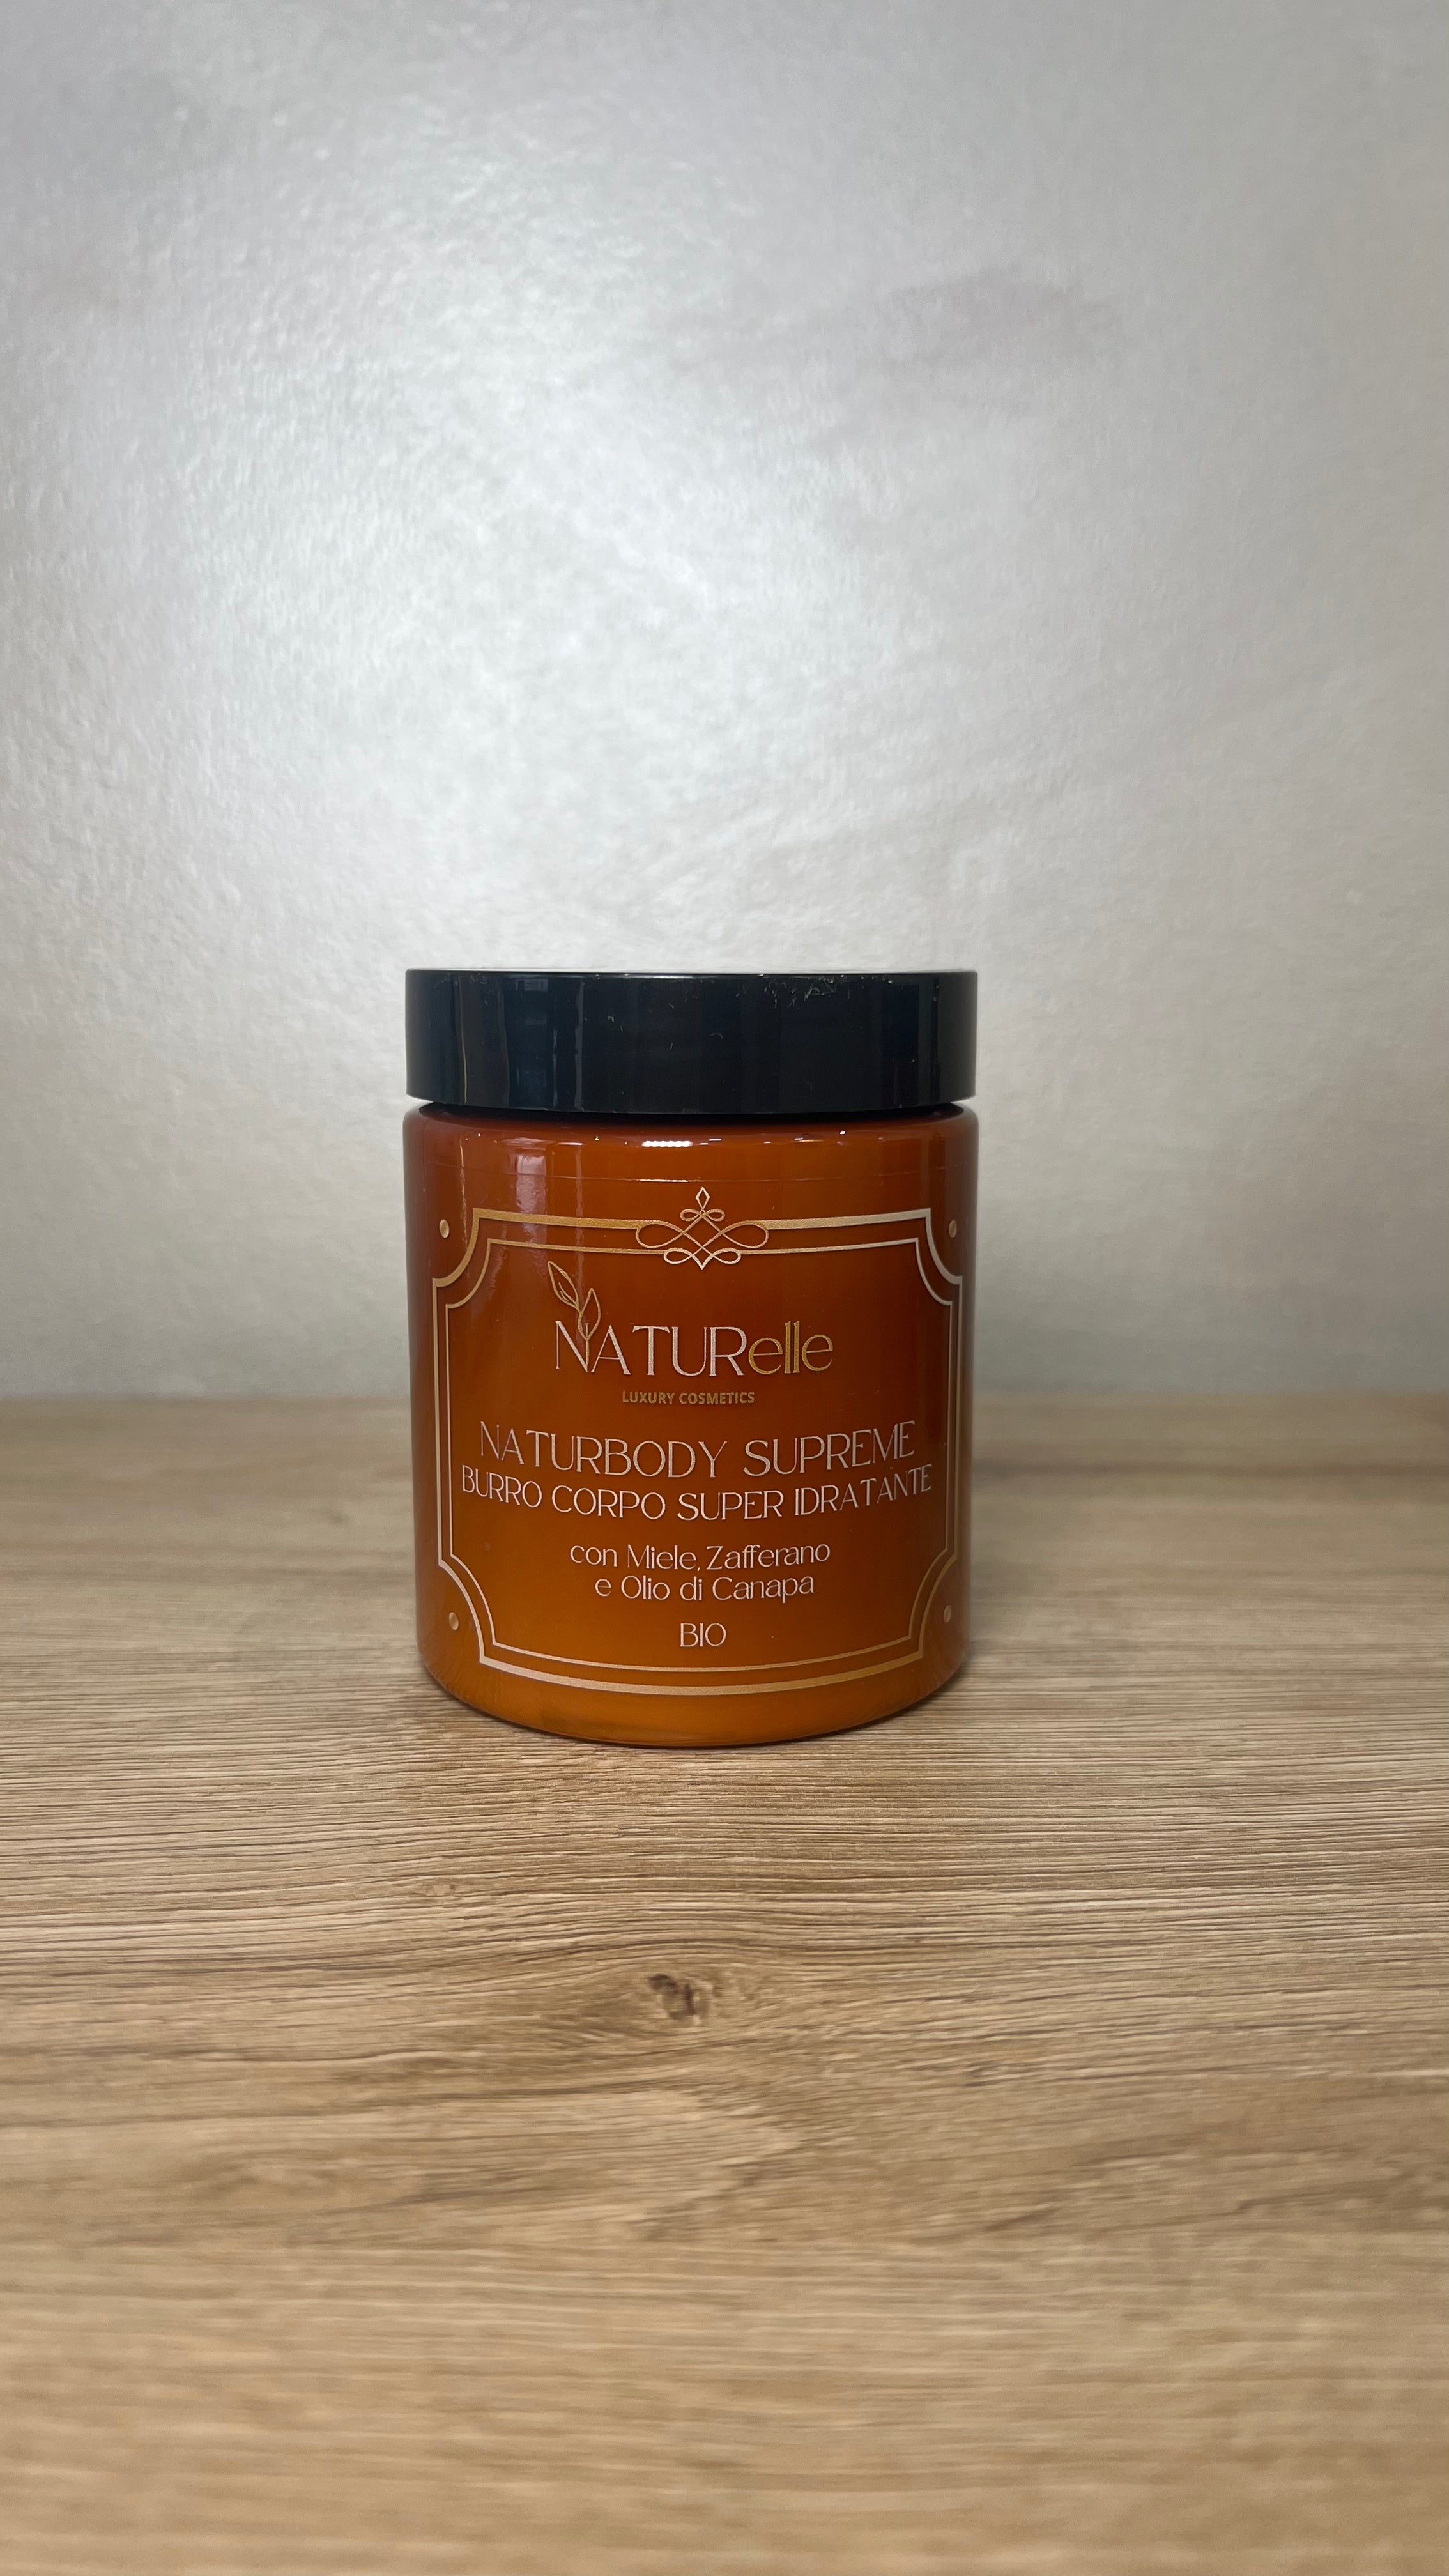 NATURelle
LUXURY COSMETICS
NATURBODY SUPREME
BURRO CORPO SUPER IDRATANTE
con Miele, Zafferano
e Olio di Canapa
BIO